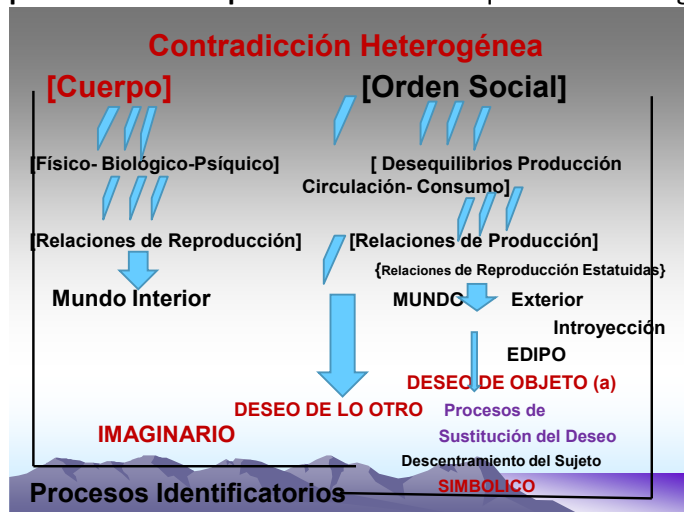 Contradicción Heterogénea
[Cuerpo] [Orden Social]
[Físico- Biológico-Psíquico] [ Desequilibrios Producción
Circulación- Consumo]
[Relaciones de Reproducción] [Relaciones de Producción]
{Relaciones de Reproducción Estatuidas}
Mundo Interior MUNDO Exterior
Introyección
EDIPO
DESEO DE OBJETO (a)
DESEO DE LO OTRO Procesos de
IMAGINARIO Sustitución del Deseo
Descentramiento del Sujeto
Procesos Identificatorios SIMBOLICO